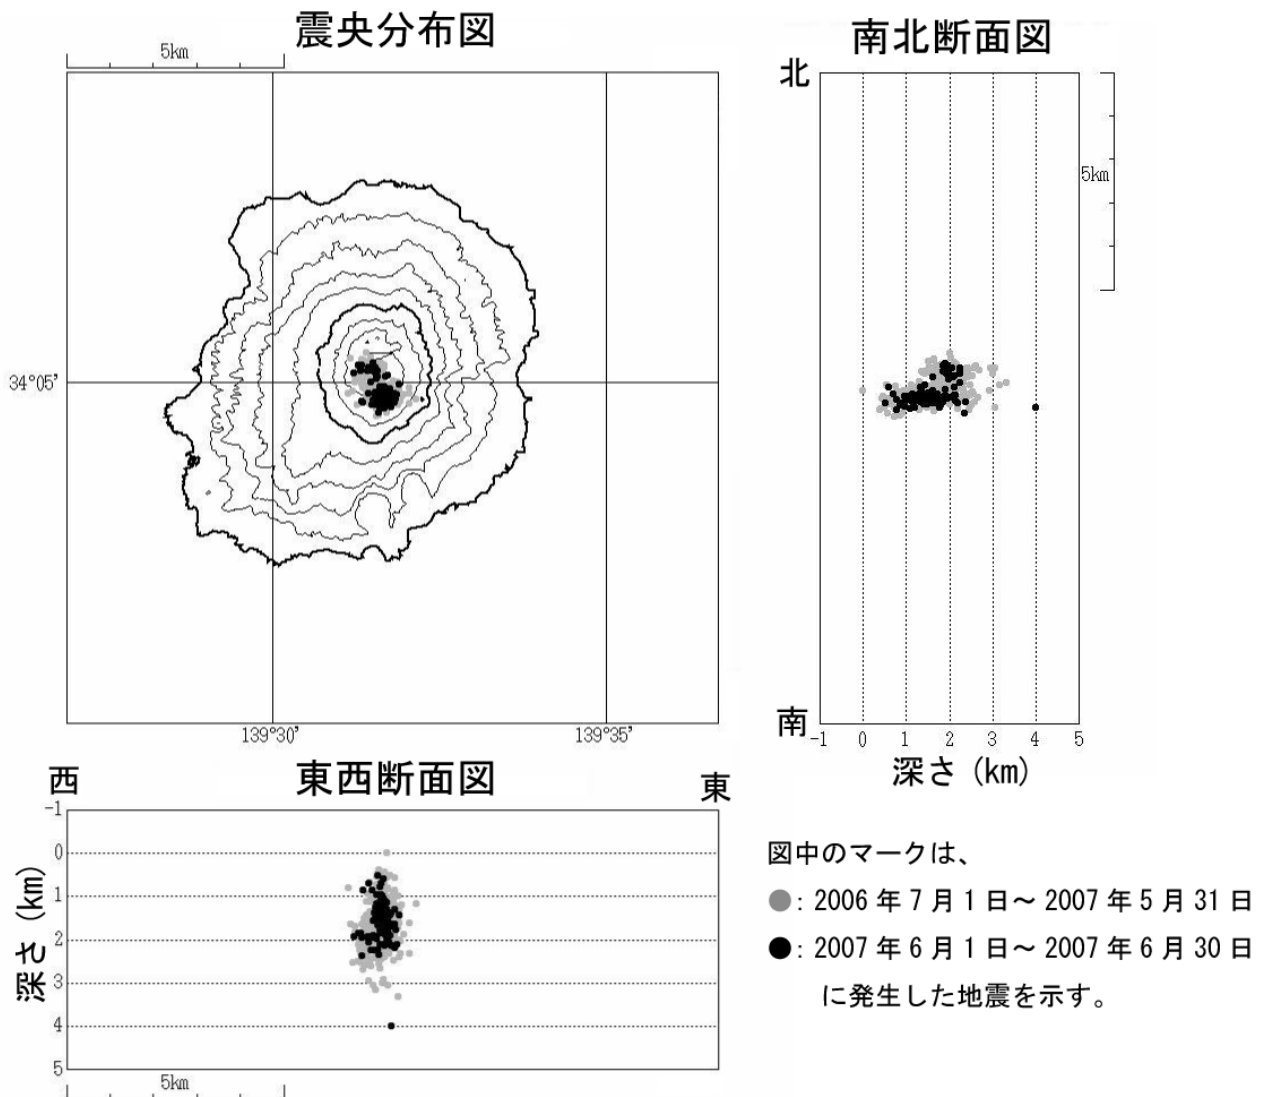 震央分布図
5km
34°05’
139°30’
139°35’
南北断面図
北
5km
南
-1 0 1 2 3 4 5
深さ (km)
東西断面図
西
東
-1
0
1
2
3
4
5
深さ (km)
5km
図中のマークは、
●: 2006 年 7 月 1 日～ 2007 年 5 月 31 日
●: 2007 年 6 月 1 日～ 2007 年 6 月 30 日
に発生した地震を示す。